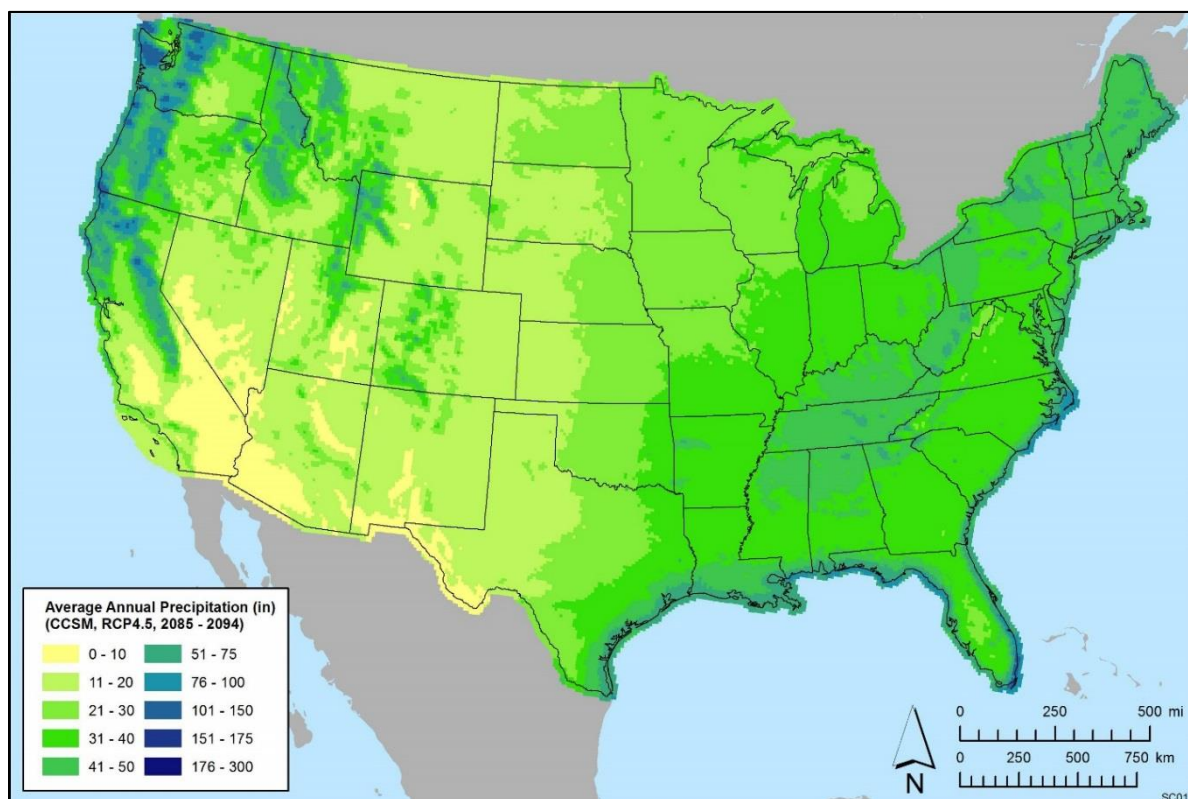 Average Annual Precipitation (in)
(CCSM, RCP4.5, 2085 - 2094)
0 - 10
11 - 20
21 - 30
31 - 40
41 - 50
51 - 75
76 - 100
101 - 150
151 - 175
176 - 300
N
0 250 500 mi
0 250 500 750 km
SC01